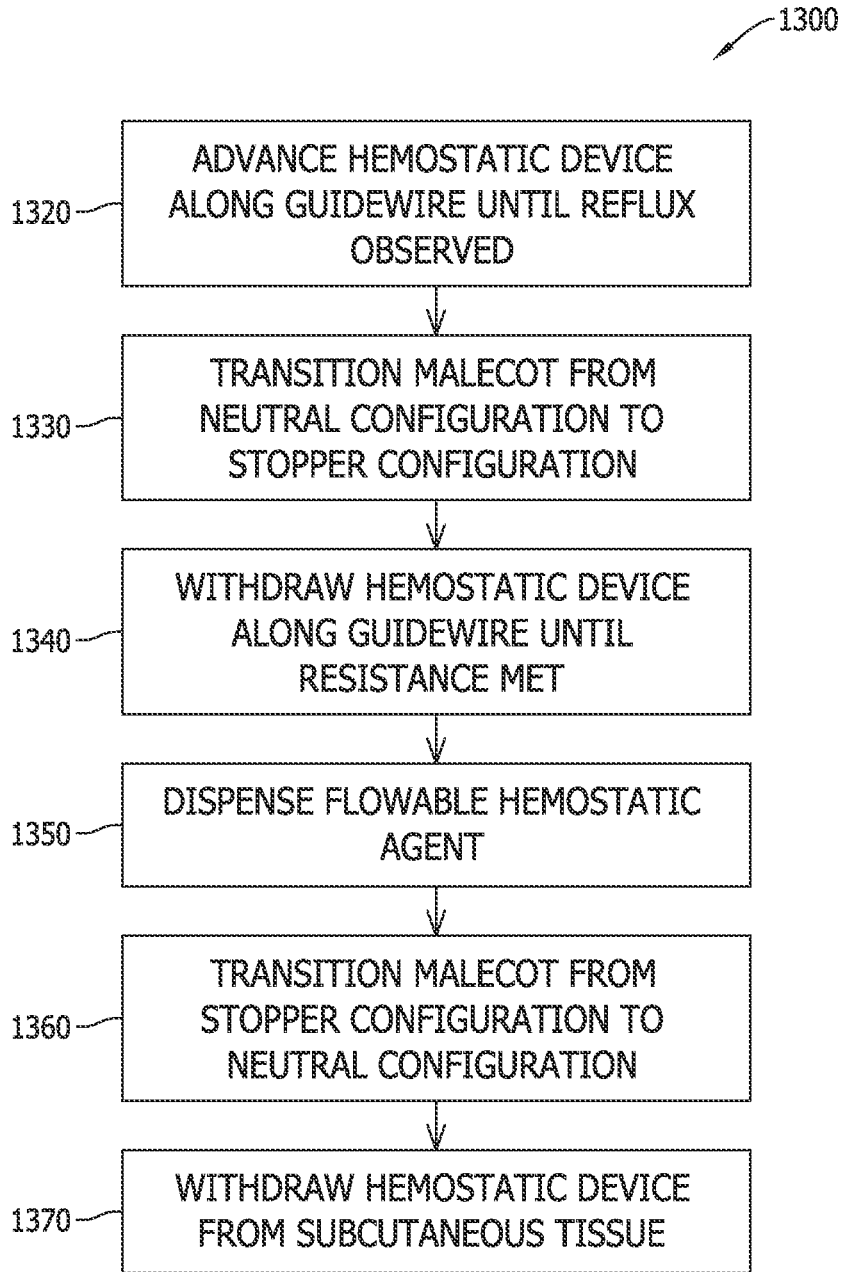 1300
1320
ADVANCE HEMOSTATIC DEVICE
ALONG GUIDEWIRE UNTIL REFLUX
OBSERVED
1330
TRANSITION MALECOT FROM
NEUTRAL CONFIGURATION TO
STOPPER CONFIGURATION
1340
WITHDRAW HEMOSTATIC DEVICE
ALONG GUIDEWIRE UNTIL
RESISTANCE MET
1350
DISPENSE FLOWABLE HEMOSTATIC
AGENT
1360
TRANSITION MALECOT FROM
STOPPER CONFIGURATION TO
NEUTRAL CONFIGURATION
1370
WITHDRAW HEMOSTATIC DEVICE
FROM SUBCUTANEOUS TISSUE